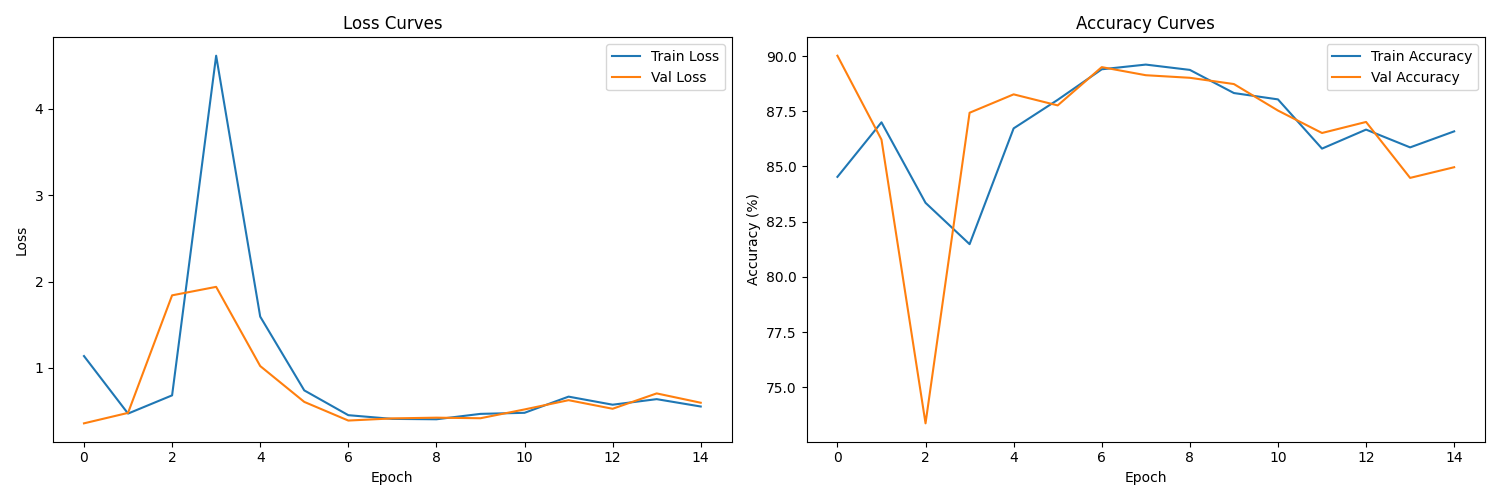 Loss Curves
Train Loss
Val Loss
4
3
2
1
Loss
0 2 4 6 8 10 12 14
Epoch
Accuracy Curves
Train Accuracy
Val Accuracy
90.0
87.5
85.0
82.5
80.0
77.5
75.0
Accuracy (%)
0 2 4 6 8 10 12 14
Epoch